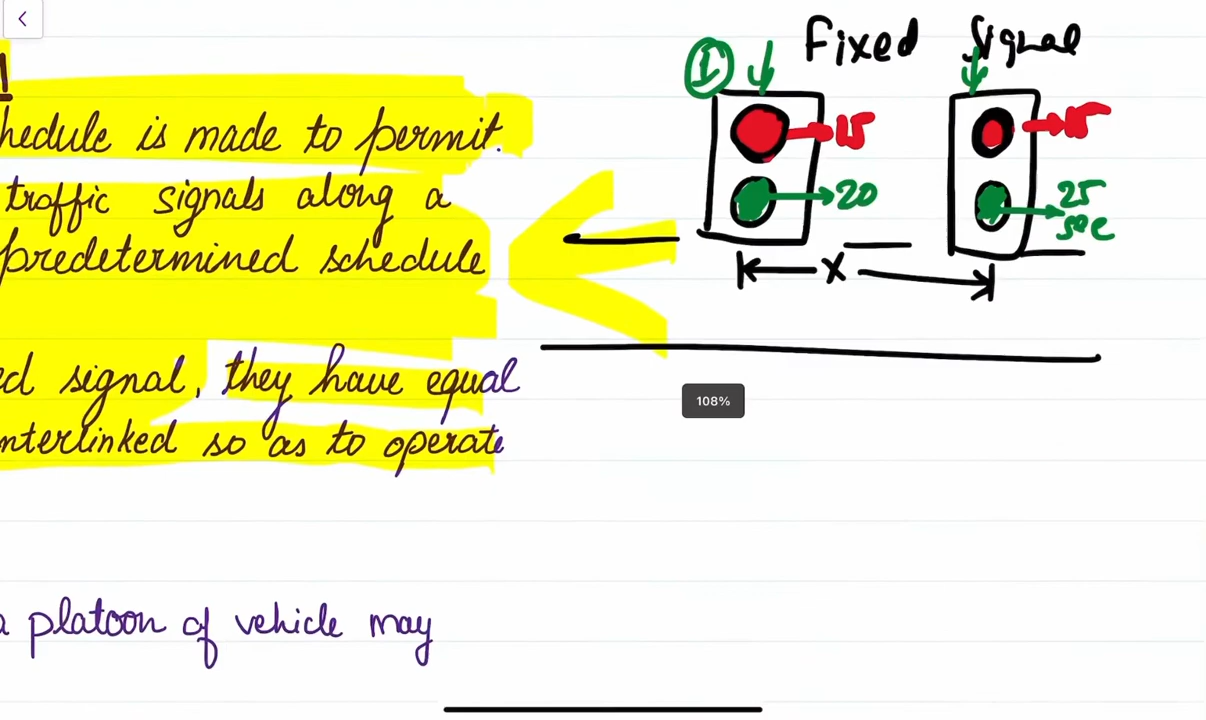 Fixed Signal
1
I
hedule is made to permit.
15
15
traffic signals along a
20
25
sec
predetermined schedule
x
ed signal, they have equal
108%
nterlinked so as to operate
a platoon of vehicle may